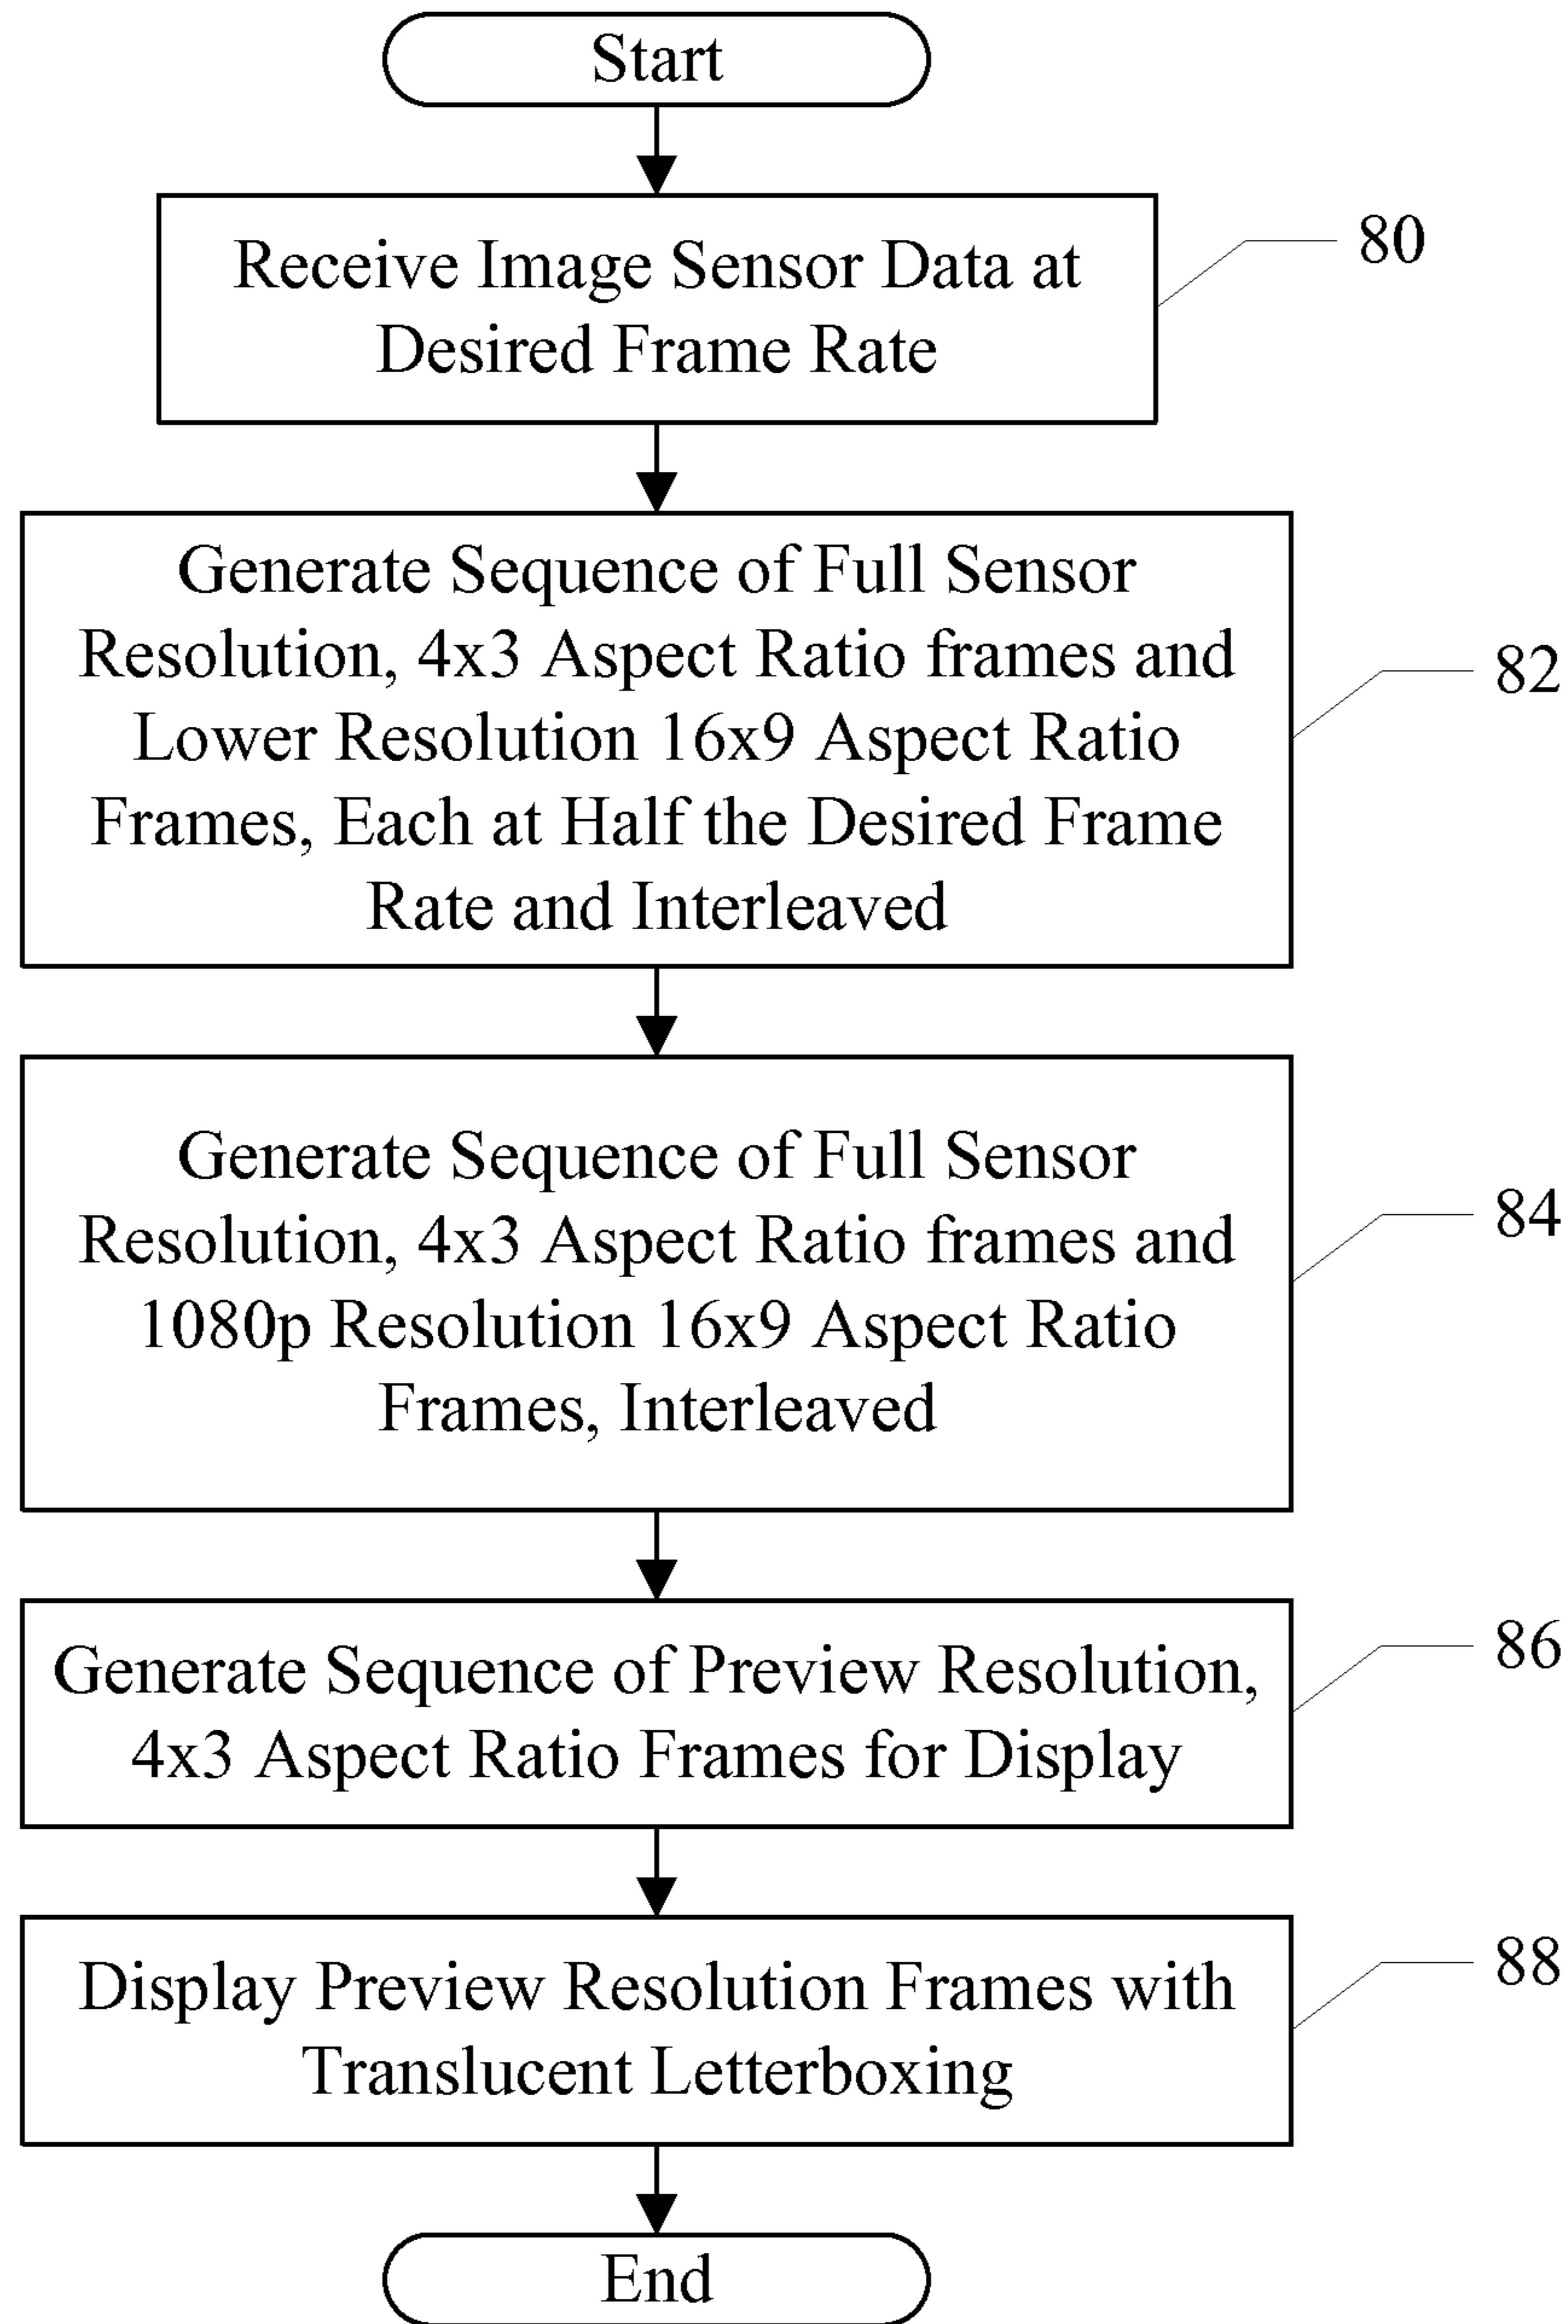 Start
Receive Image Sensor Data at
Desired Frame Rate
80
Generate Sequence of Full Sensor
Resolution, 4x3 Aspect Ratio frames and
Lower Resolution 16x9 Aspect Ratio
Frames, Each at Half the Desired Frame
Rate and Interleaved
82
Generate Sequence of Full Sensor
Resolution, 4x3 Aspect Ratio frames and
1080p Resolution 16x9 Aspect Ratio
Frames, Interleaved
84
Generate Sequence of Preview Resolution,
4x3 Aspect Ratio Frames for Display
86
Display Preview Resolution Frames with
Translucent Letterboxing
88
End